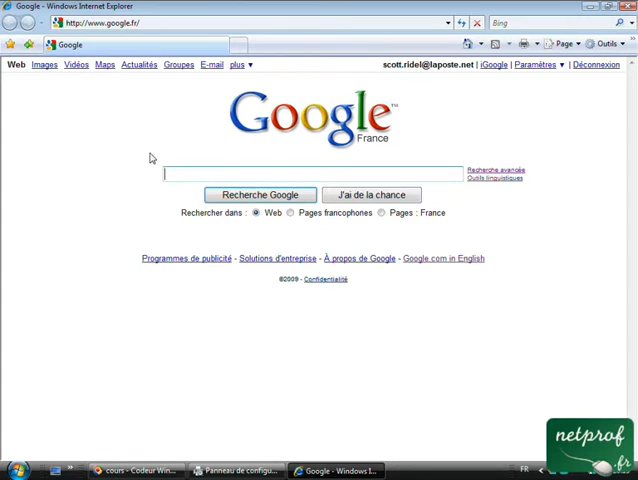 Google - Windows Internet Explorer
http://www.google.fr/
Bing
Google
Page
Outils
Web Images Vidéos Maps Actualités Groupes E-mail plus ▼
scott.ridel@laposte.net | iGoogle | Paramètres ▼ | Déconnexion
Google™
France
Recherche avancée
Outils linguistiques
Recherche Google
J'ai de la chance
Rechercher dans : Web Pages francophones Pages : France
Programmes de publicité - Solutions d'entreprise - À propos de Google - Google.com in English
©2009 - Confidentialité
netprof
.fr
cours - Codeur Win...
Panneau de configu...
Google - Windows I...
FR